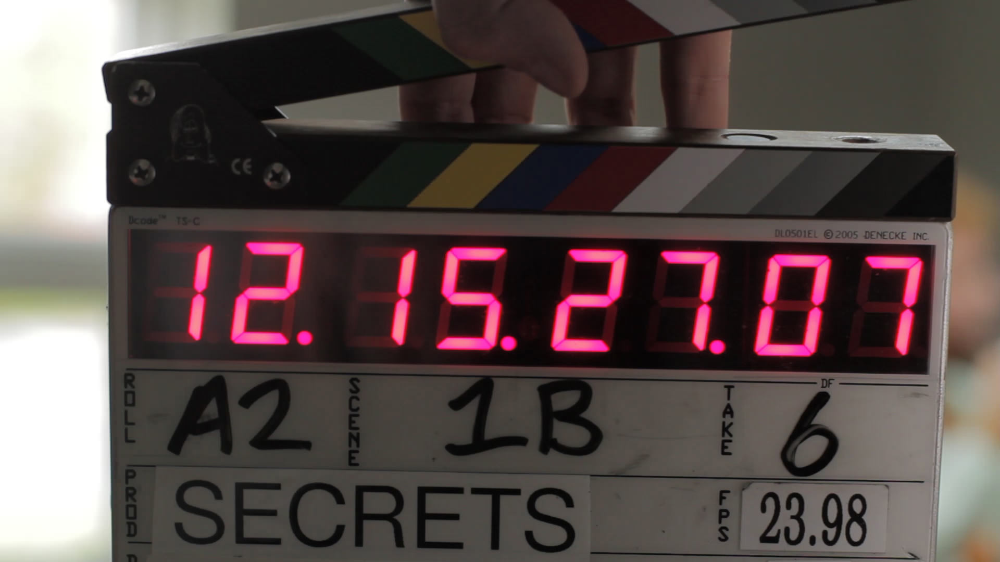 CE
Dcode™ TS-C
DL0501EL ©2005 DENECKE INC.
12.15.27.07
DF
ROLL A2 SCENE 1B TAKE 6
PROD SECRETS FPS 23.98